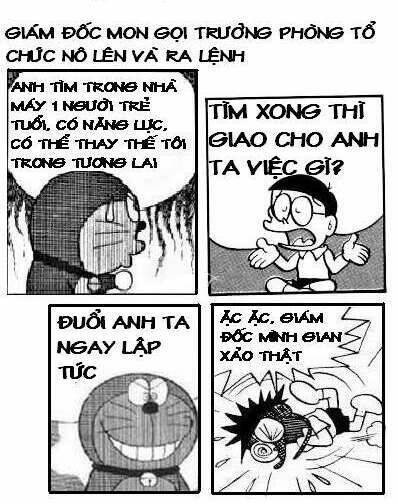 GIÁM ĐỐC MON GỌI TRƯỞNG PHÒNG TỔ
CHỨC NÔ LÊN VÀ RA LỆNH
ANH TÌM TRONG NHÀ
MÁY 1 NGƯỜI TRẺ
TUỔI, CÓ NĂNG LỰC,
CÓ THỂ THAY THẾ TÔI
TRONG TƯƠNG LAI
TÌM XONG THÌ
GIAO CHO ANH
TA VIỆC GÌ?
ĐUỔI ANH TA
NGAY LẬP
TỨC
ẶC ẶC, GIÁM
ĐỐC MÌNH GIAN
XẢO THẬT